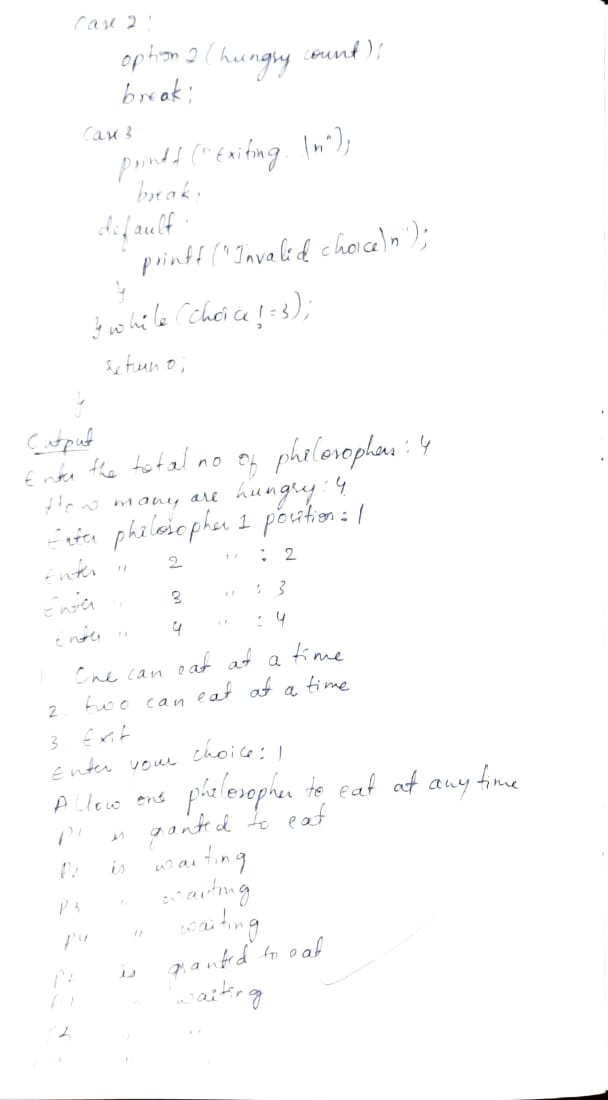 Case 2:
option 2 (hungry count);
break;
Case 3
printf ("Exiting. \n");
break;
default
printf ("Invalid choice\n");
}
} while (choice != 3);
return 0;
}
Output
Enter the total no of philosophers : 4
How many are hungry : 4
Enter philosopher 1 position : 1
Enter " 2 " : 2
Enter " 3 " : 3
Enter " 4 " : 4
1 One can eat at a time
2. two can eat at a time
3 Exit
Enter your choice : 1
Allow one philosopher to eat at any time
P1 is granted to eat
P2 is waiting
P3 " waiting
P4 " waiting
is granted to eat
waiting